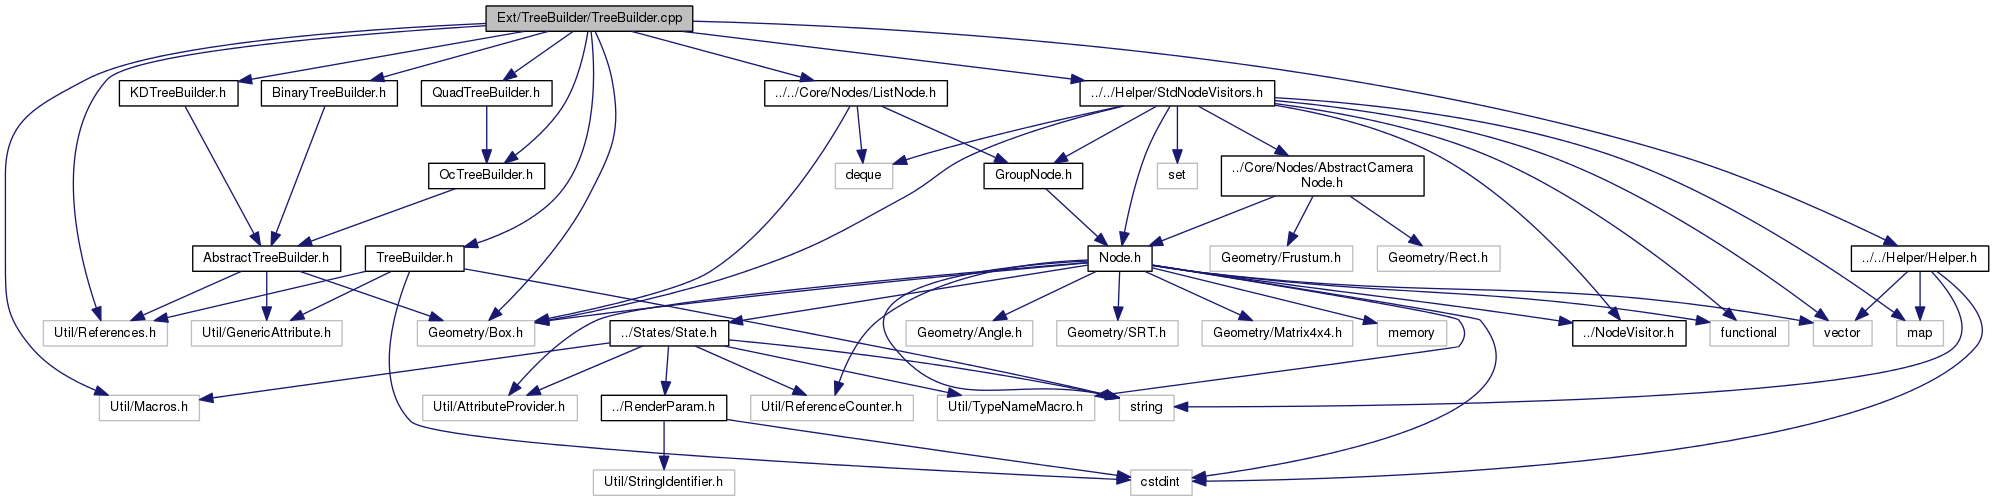 Ext/TreeBuilder/TreeBuilder.cpp
KDTreeBuilder.h
BinaryTreeBuilder.h
QuadTreeBuilder.h
../../Core/Nodes/ListNode.h
../../Helper/StdNodeVisitors.h
OcTreeBuilder.h
deque
GroupNode.h
set
../Core/Nodes/AbstractCamera
Node.h
AbstractTreeBuilder.h
TreeBuilder.h
Node.h
Geometry/Frustum.h
Geometry/Rect.h
../../Helper/Helper.h
Util/References.h
Util/GenericAttribute.h
Geometry/Box.h
../States/State.h
Geometry/Angle.h
Geometry/SRT.h
Geometry/Matrix4x4.h
memory
../NodeVisitor.h
functional
vector
map
Util/Macros.h
Util/AttributeProvider.h
../RenderParam.h
Util/ReferenceCounter.h
Util/TypeNameMacro.h
string
Util/StringIdentifier.h
cstdint